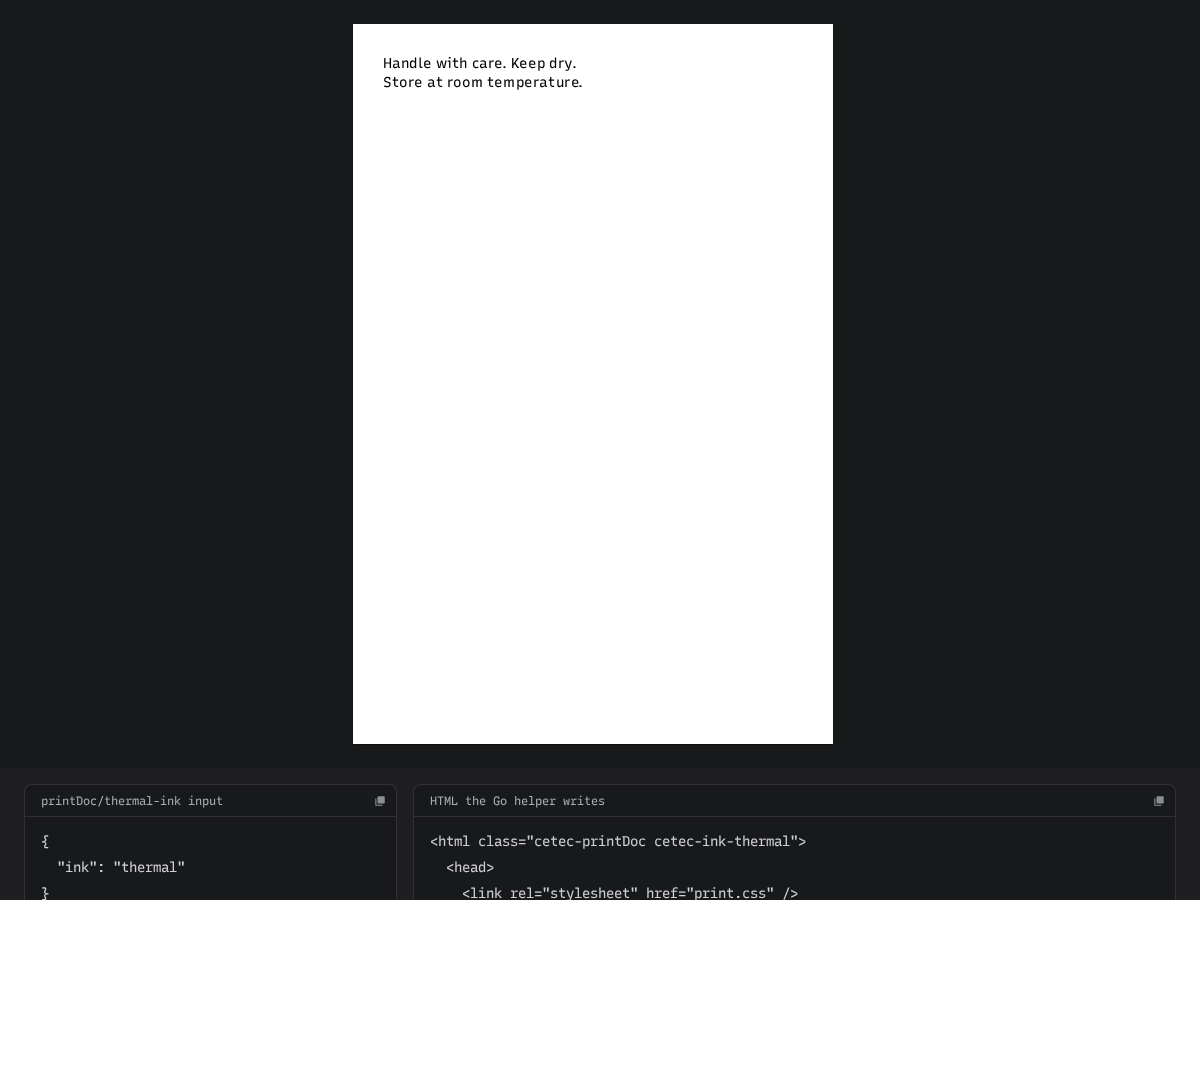 Handle with care. Keep dry.
Store at room temperature.
printDoc/thermal-ink input
{
  "ink": "thermal"
}
HTML the Go helper writes
<html class="cetec-printDoc cetec-ink-thermal">
  <head>
    <link rel="stylesheet" href="print.css" />